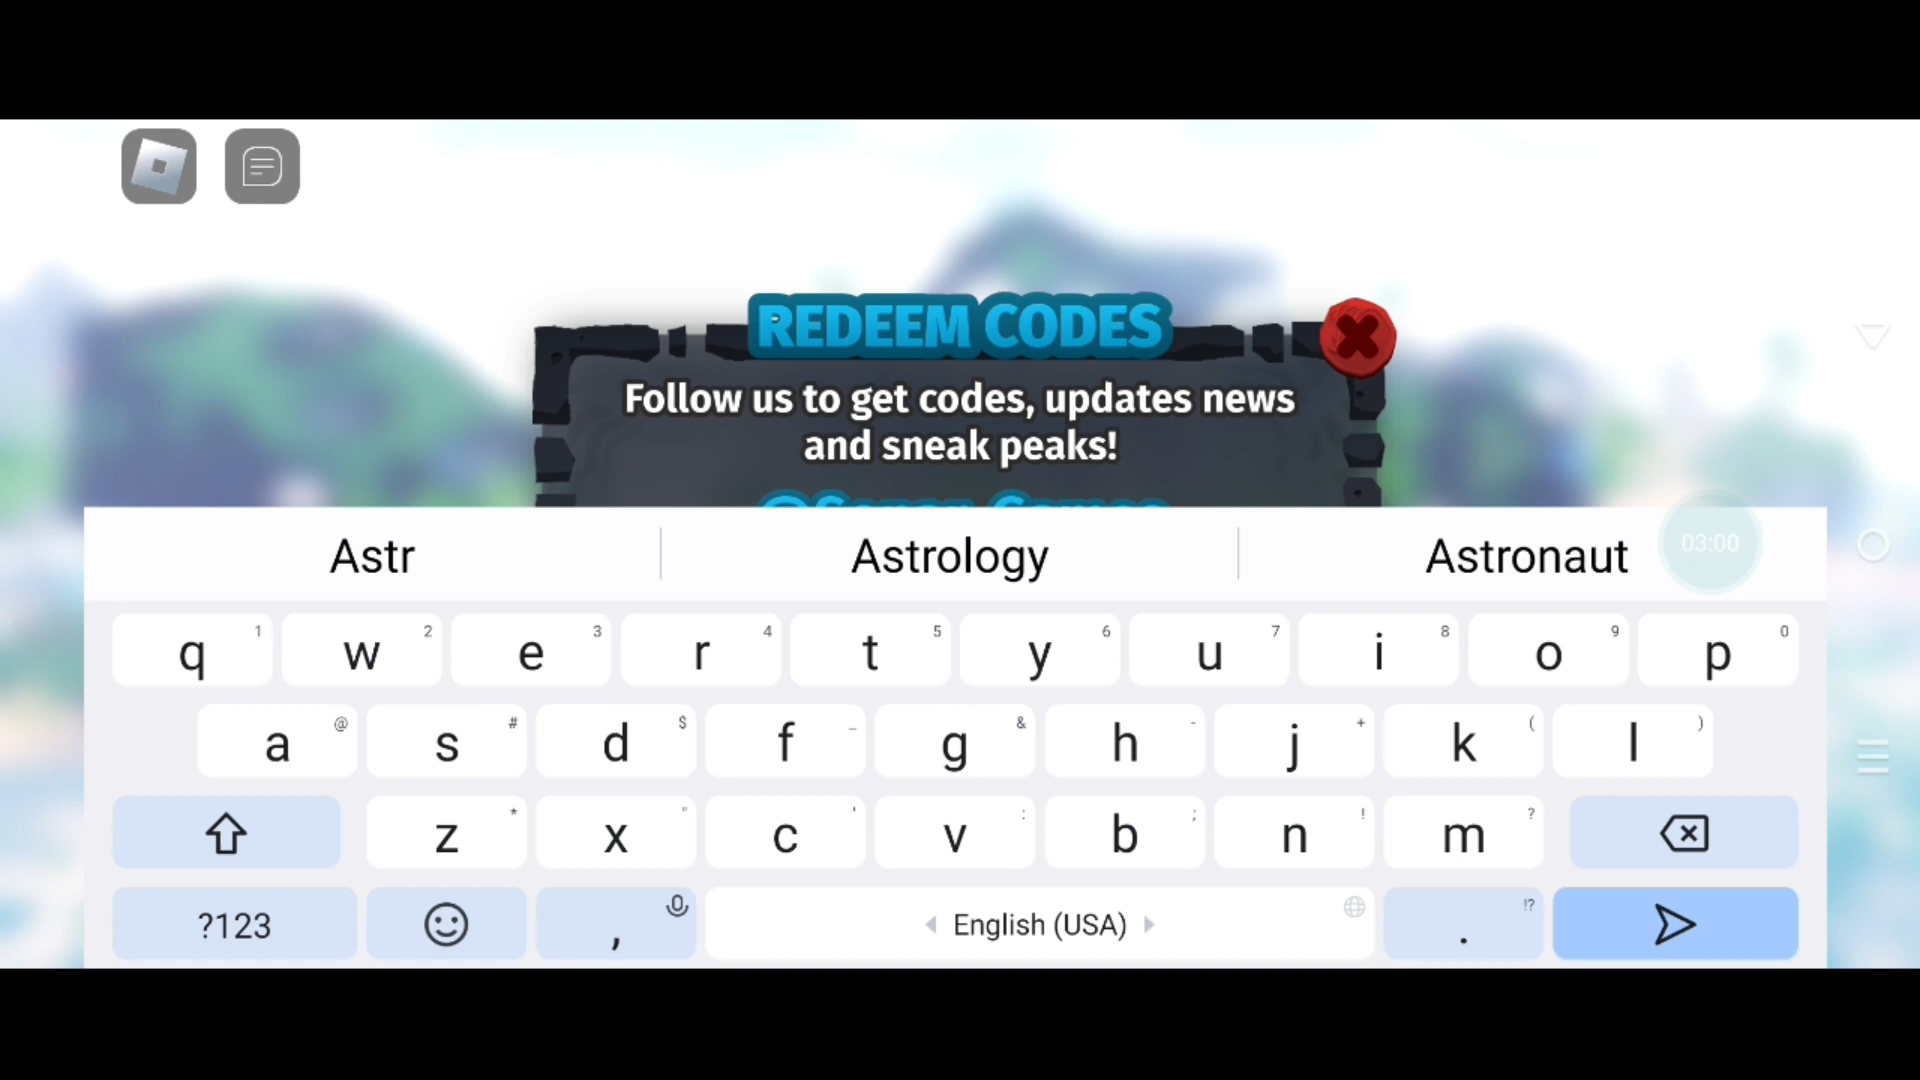 REDEEM CODES
Follow us to get codes, updates news
and sneak peaks!
Astr Astrology Astronaut
03:00
q 1 w 2 e 3 r 4 t 5 y 6 u 7 i 8 o 9 p 0
a @ s # d $ f _ g & h - j + k ( l )
z * x " c ' v : b ; n ! m ?
?123 , English (USA) . !?